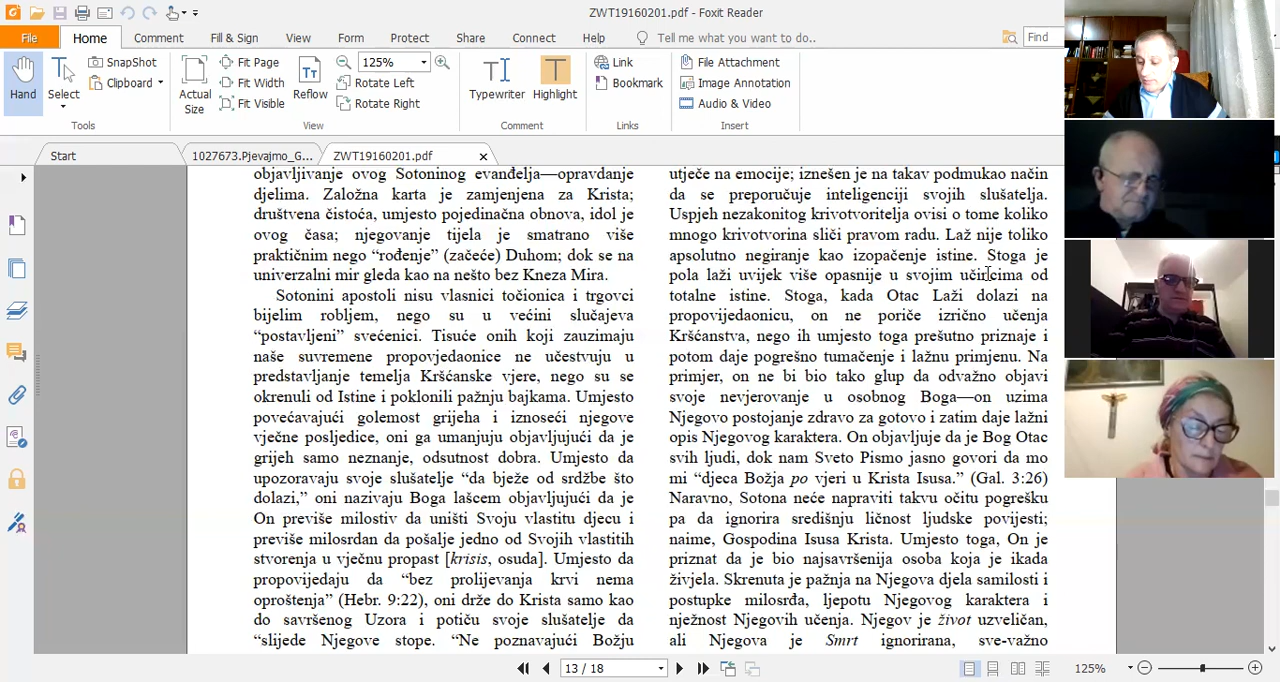 ZWT19160201.pdf - Foxit Reader
File
Home
Comment
Fill & Sign
View
Form
Protect
Share
Connect
Help
Tell me what you want to do..
Find
Hand
Select
SnapShot
Clipboard
Actual
Size
Fit Page
Fit Width
Fit Visible
Reflow
125%
Rotate Left
Rotate Right
Typewriter
Highlight
Link
Bookmark
File Attachment
Image Annotation
Audio & Video
Tools
View
Comment
Links
Insert
Start
1027673.Pjevajmo_G...
ZWT19160201.pdf
objavljivanje ovog Sotoninog evanđelja—opravdanje
djelima. Založna karta je zamjenjena za Krista;
društvena čistoća, umjesto pojedinačna obnova, idol je
ovog časa; njegovanje tijela je smatrano više
praktičnim nego “rođenje” (začeće) Duhom; dok se na
univerzalni mir gleda kao na nešto bez Kneza Mira.
Sotonini apostoli nisu vlasnici točionica i trgovci
bijelim robljem, nego su u većini slučajeva
“postavljeni” svećenici. Tisuće onih koji zauzimaju
naše suvremene propovjedaonice ne učestvuju u
predstavljanje temelja Kršćanske vjere, nego su se
okrenuli od Istine i poklonili pažnju bajkama. Umjesto
povećavajući golemost grijeha i iznoseći njegove
vječne posljedice, oni ga umanjuju objavljujući da je
grijeh samo neznanje, odsutnost dobra. Umjesto da
upozoravaju svoje slušatelje “da bježe od srdžbe što
dolazi,” oni nazivaju Boga lašcem objavljujući da je
On previše milostiv da uništi Svoju vlastitu djecu i
previše milosrdan da pošalje jedno od Svojih vlastitih
stvorenja u vječnu propast [krisis, osuda]. Umjesto da
propovijedaju da “bez prolijevanja krvi nema
oproštenja” (Hebr. 9:22), oni drže do Krista samo kao
do savršenog Uzora i potiču svoje slušatelje da
“slijede Njegove stope. “Ne poznavajući Božju
utječe na emocije; iznešen je na takav podmukao način
da se preporučuje inteligenciji svojih slušatelja.
Uspjeh nezakonitog krivotvoritelja ovisi o tome koliko
mnogo krivotvorina sliči pravom radu. Laž nije toliko
apsolutno negiranje kao izopačenje istine. Stoga je
pola laži uvijek više opasnije u svojim učincima od
totalne istine. Stoga, kada Otac Laži dolazi na
propovijedaonicu, on ne poriče izrično učenja
Kršćanstva, nego ih umjesto toga prešutno priznaje i
potom daje pogrešno tumačenje i lažnu primjenu. Na
primjer, on ne bi bio tako glup da odvažno objavi
svoje nevjerovanje u osobnog Boga—on uzima
Njegovo postojanje zdravo za gotovo i zatim daje lažni
opis Njegovog karaktera. On objavljuje da je Bog Otac
svih ljudi, dok nam Sveto Pismo jasno govori da mo
mi “djeca Božja po vjeri u Krista Isusa.” (Gal. 3:26)
Naravno, Sotona neće napraviti takvu očitu pogrešku
pa da ignorira središnju ličnost ljudske povijesti;
naime, Gospodina Isusa Krista. Umjesto toga, On je
priznat da je bio najsavršenija osoba koja je ikada
živjela. Skrenuta je pažnja na Njegova djela samilosti i
postupke milosrđa, ljepotu Njegovog karaktera i
nježnost Njegovih učenja. Njegov je život uzveličan,
ali Njegova je Smrt ignorirana, sve-važno
13 / 18
125%